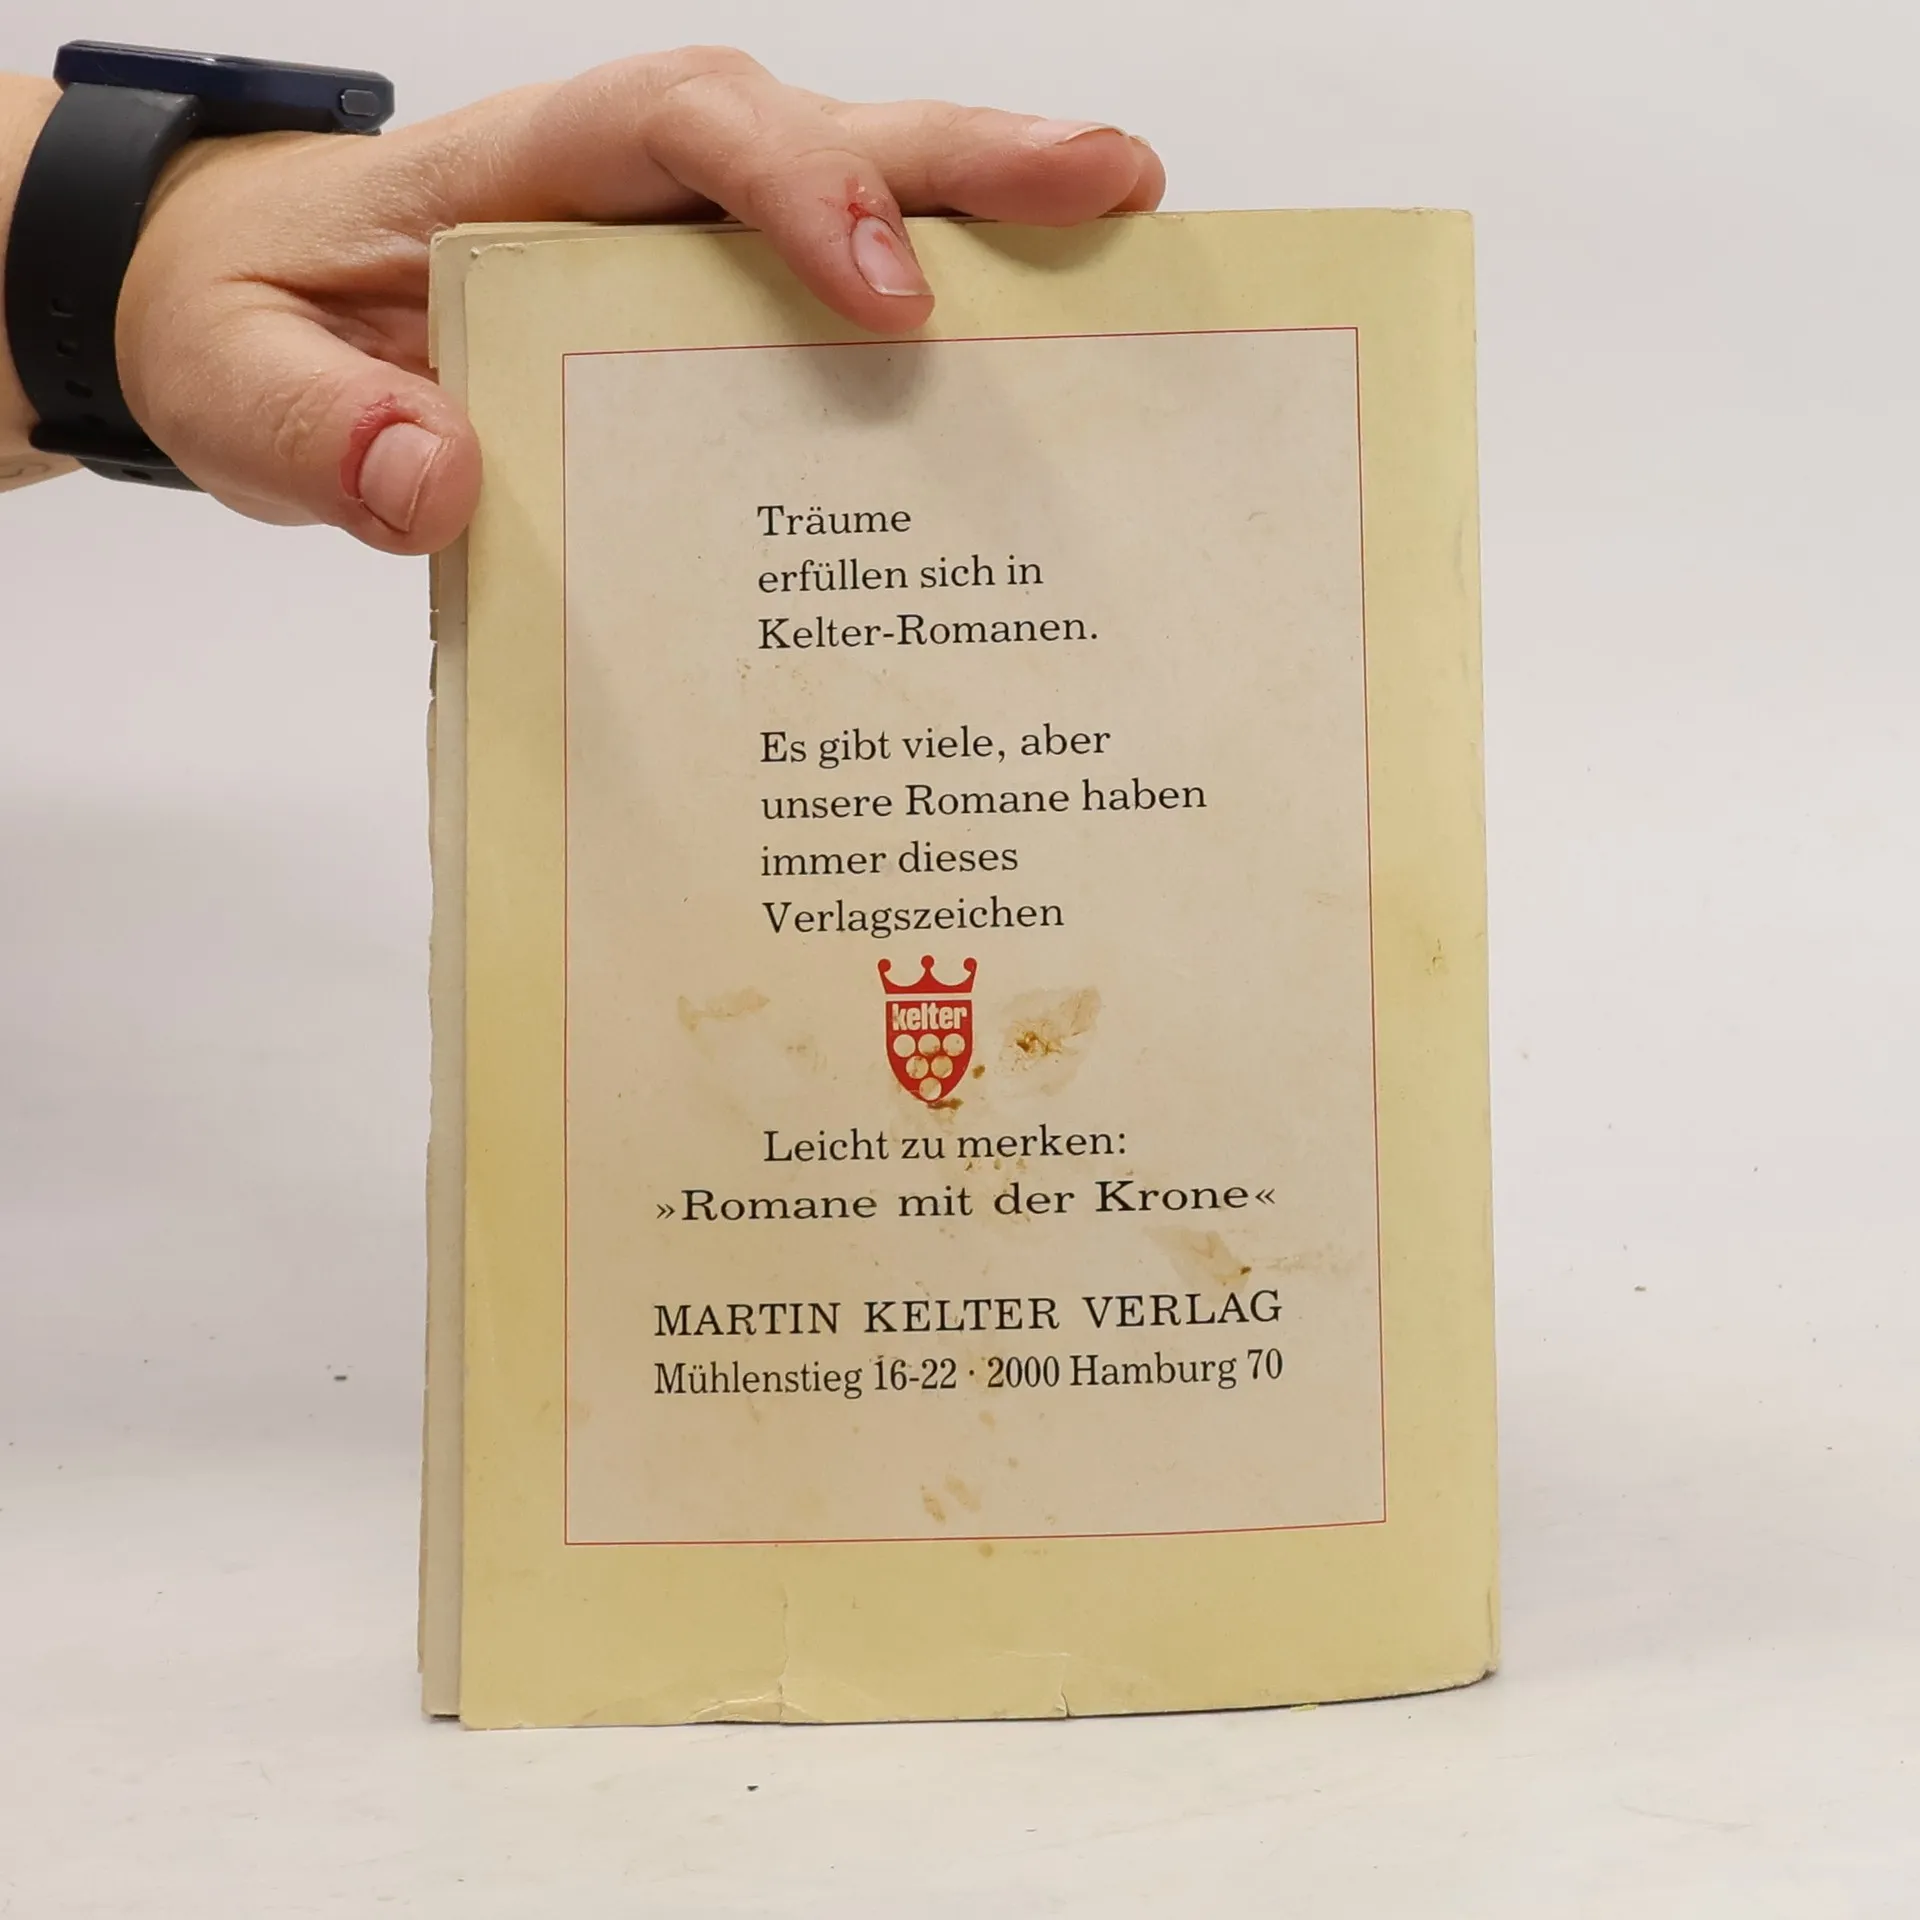 Träume
erfüllen sich in
Kelter-Romanen.
Es gibt viele, aber
unsere Romane haben
immer dieses
Verlagszeichen
kelter
Leicht zu merken:
»Romane mit der Krone«
MARTIN KELTER VERLAG
Mühlenstieg 16-22 · 2000 Hamburg 70